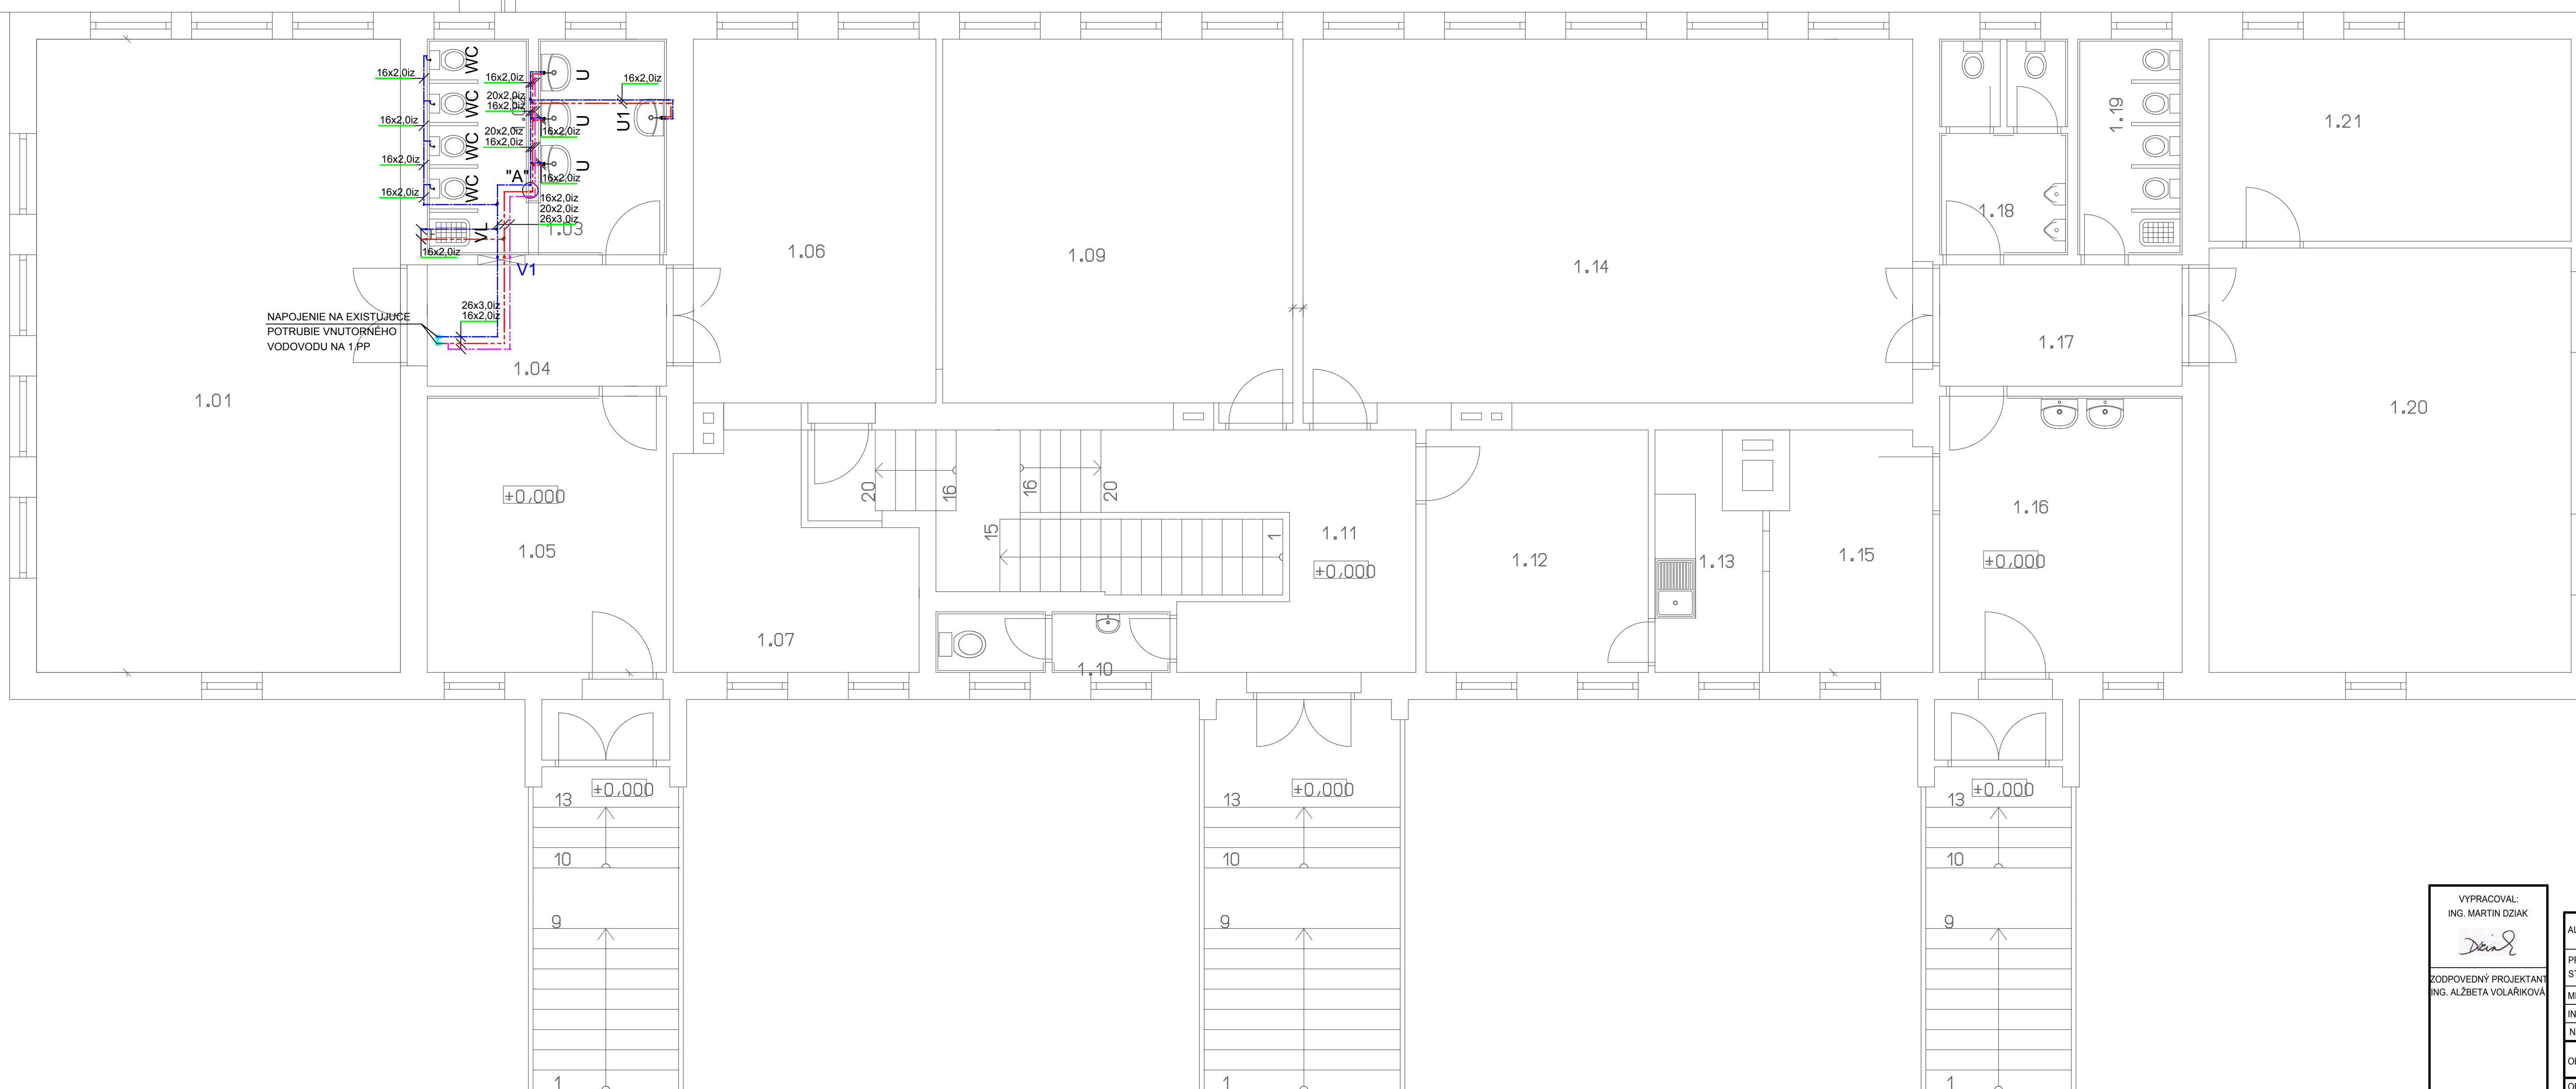 16x2,0iz
WC
16x2,0iz
U
16x2,0iz
20x2,0iz
16x2,0iz
WC
U
U1
16x2,0iz
16x2,0iz
20x2,0iz
16x2,0iz
WC
16x2,0iz
U
"A"
16x2,0iz
16x2,0iz
WC
16x2,0iz
20x2,0iz
26x3,0iz
1.03
VL
16x2,0iz
V1
26x3,0iz
16x2,0iz
NAPOJENIE NA EXISTUJUCE
POTRUBIE VNUTORNÉHO
VODOVODU NA 1.PP
1.04
1.01
1.06
1.09
1.14
1.19
1.18
1.21
1.17
1.20
±0,000
1.05
20
16
16
20
15
1
1.11
±0,000
1.12
1.13
1.15
1.16
±0,000
1.07
1.10
±0,000
13
10
9
1
±0,000
13
10
9
1
±0,000
13
10
9
1
VYPRACOVAL:
ING. MARTIN DZIAK
ZODPOVEDNÝ PROJEKTANT
ING. ALŽBETA VOLAŘIKOVÁ